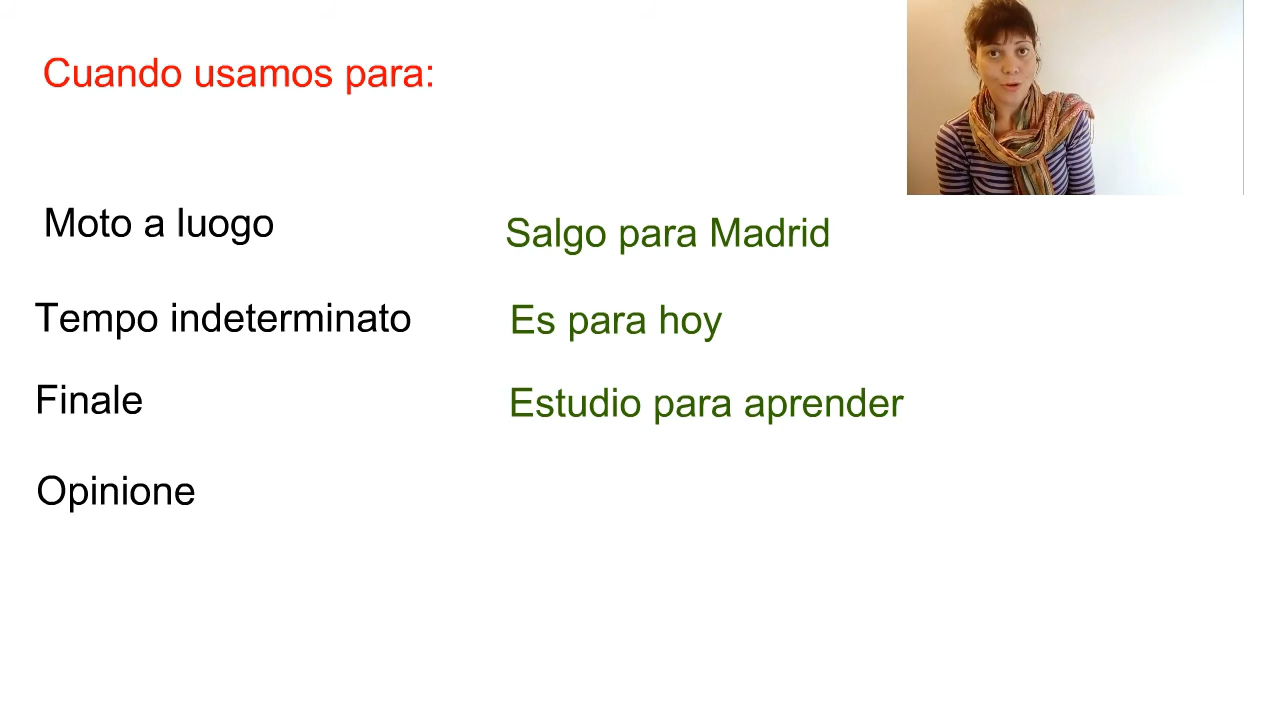 Cuando usamos para:
Moto a luogo
Salgo para Madrid
Tempo indeterminato
Es para hoy
Finale
Estudio para aprender
Opinione